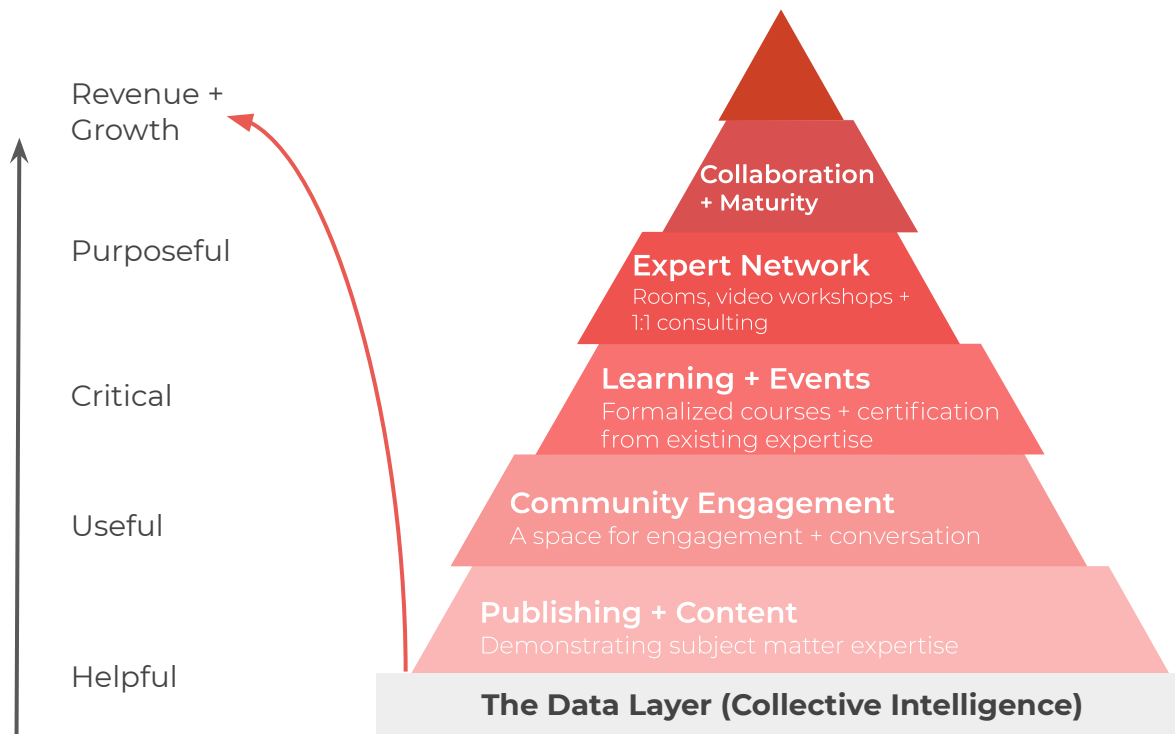 Revenue +
Growth
Purposeful
Critical
Useful
Helpful
Collaboration
+ Maturity
Expert Network
Rooms, video workshops +
1:1 consulting
Learning + Events
Formalized courses + certification
from existing expertise
Community Engagement
A space for engagement + conversation
Publishing + Content
Demonstrating subject matter expertise
The Data Layer (Collective Intelligence)